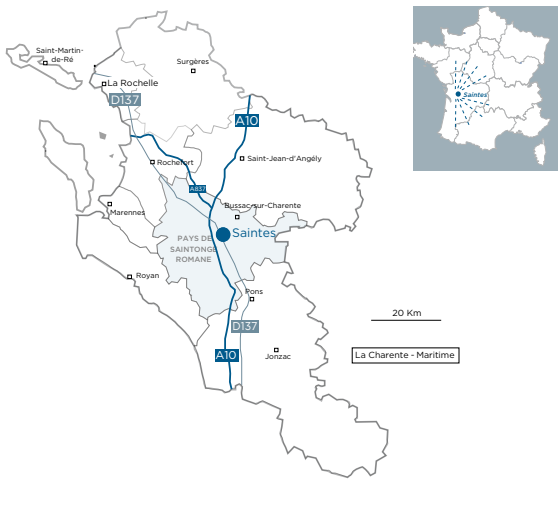 Saint-Martin-
de-Ré
Surgères
La Rochelle
D137
A10
Saintes
Rochefort
Saint-Jean-d'Angély
A837
Marennes
Bussac-sur-Charente
Saintes
PAYS DE
SAINTONGE
ROMANE
Royan
Pons
20 Km
D137
A10
Jonzac
La Charente - Maritime